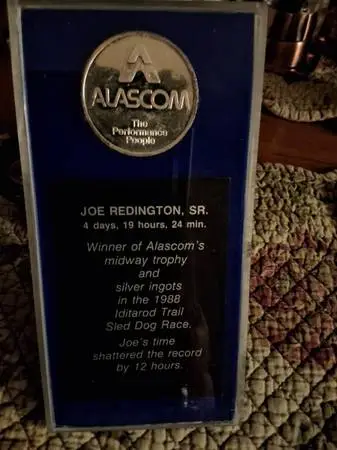 ALASCOM
The
Performance
People
JOE REDINGTON, SR.
4 days, 19 hours, 24 min.
Winner of Alascom's
midway trophy
and
silver ingots
in the 1988
Iditarod Trail
Sled Dog Race.
Joe's time
shattered the record
by 12 hours.